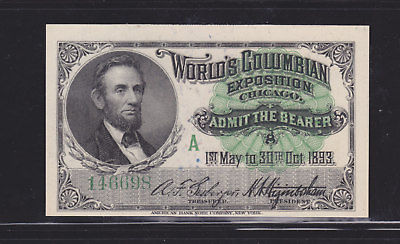 WORLD'S COLUMBIAN
EXPOSITION
CHICAGO.
ADMIT THE BEARER
A
1ST May to 30TH Oct 1893.
146698
TREASURER.
PRESIDENT.
AMERICAN BANK NOTE COMPANY, NEW YORK.